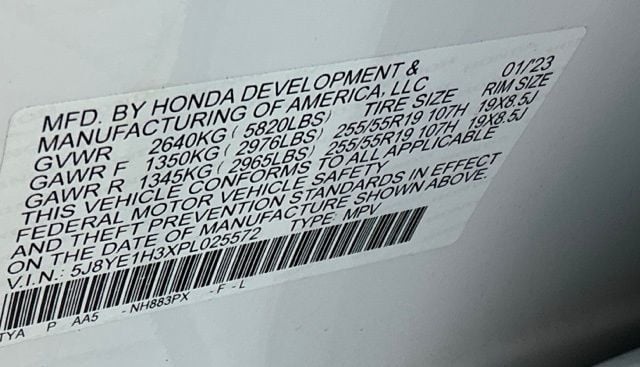 MFD. BY HONDA DEVELOPMENT & 01/'23
MANUFACTURING OF AMERICA, LLC
GVWR 2640KG ( 5820LBS) TIRE SIZE RIM SIZE
GAWR F 1350KG ( 2976LBS) 255/55R19 107H 19X8.5J
GAWR R 1345KG ( 2965LBS) 255/55R19 107H 19X8.5J
THIS VEHICLE CONFORMS TO ALL APPLICABLE
FEDERAL MOTOR VEHICLE SAFETY
AND THEFT PREVENTION STANDARDS IN EFFECT
ON THE DATE OF MANUFACTURE SHOWN ABOVE.
V.I.N.: 5J8YE1H3XPL025572 TYPE: MPV
TYA P AA5 - NH883PX - F - L